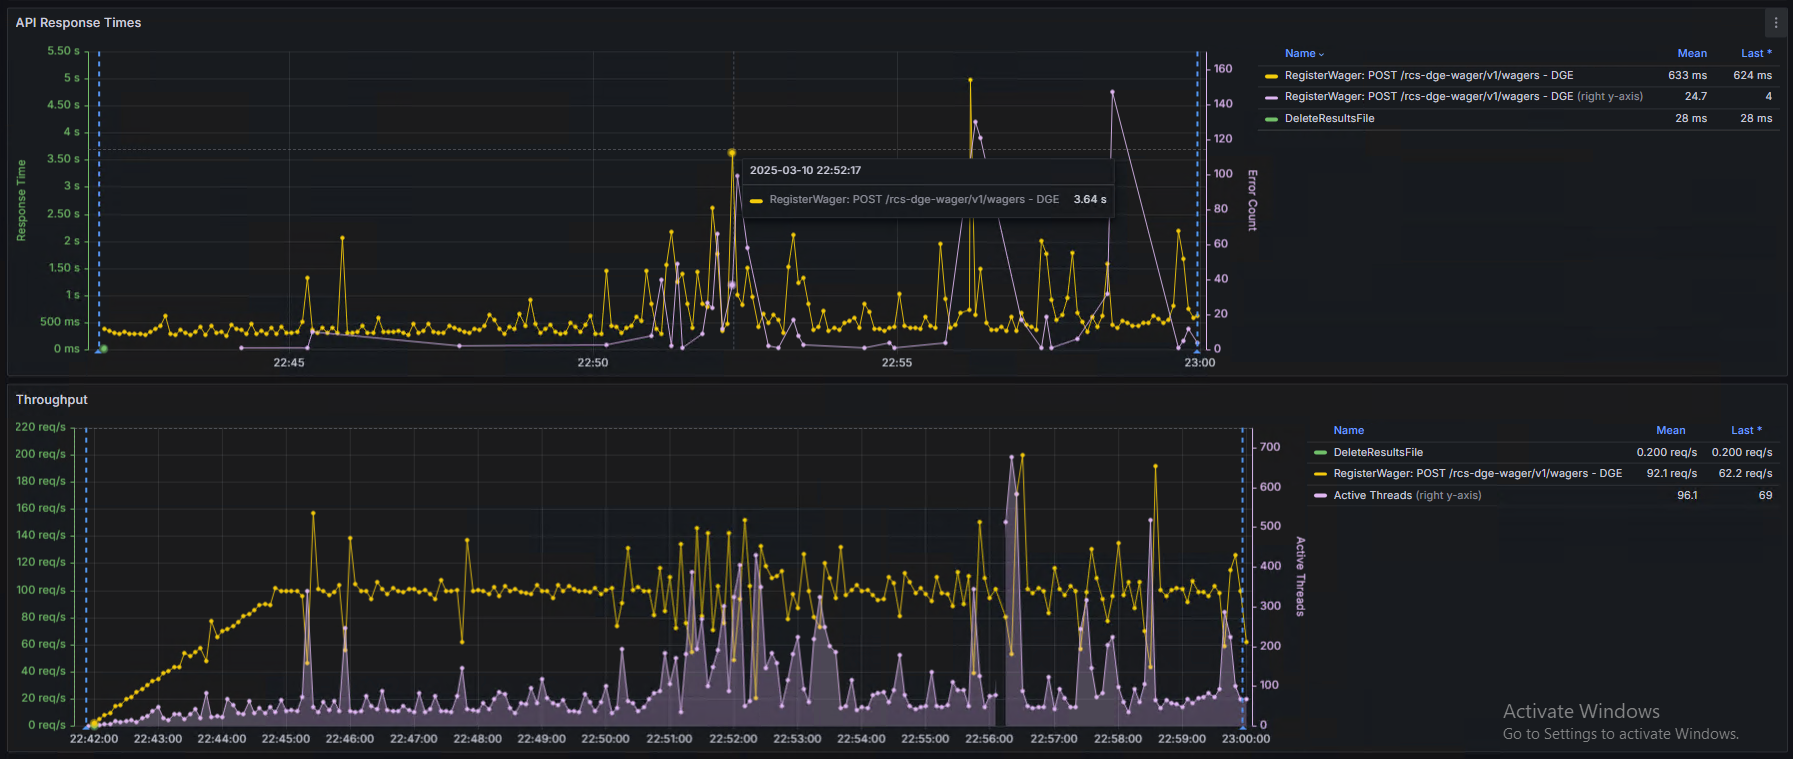 API Response Times
5.50 s
5 s
4.50 s
4 s
3.50 s
3 s
2.50 s
2 s
1.50 s
1 s
500 ms
0 ms
Response Time
160
140
120
100
80
60
40
20
0
Error Count
22:45
22:50
22:55
23:00
2025-03-10 22:52:17
RegisterWager: POST /rcs-dge-wager/v1/wagers - DGE 3.64 s
Name Mean Last *
RegisterWager: POST /rcs-dge-wager/v1/wagers - DGE 633 ms 624 ms
RegisterWager: POST /rcs-dge-wager/v1/wagers - DGE (right y-axis) 24.7 4
DeleteResultsFile 28 ms 28 ms
Throughput
220 req/s
200 req/s
180 req/s
160 req/s
140 req/s
120 req/s
100 req/s
80 req/s
60 req/s
40 req/s
20 req/s
0 req/s
700
600
500
400
300
200
100
0
Active Threads
22:42:00
22:43:00
22:44:00
22:45:00
22:46:00
22:47:00
22:48:00
22:49:00
22:50:00
22:51:00
22:52:00
22:53:00
22:54:00
22:55:00
22:56:00
22:57:00
22:58:00
22:59:00
23:00:00
Name Mean Last *
DeleteResultsFile 0.200 req/s 0.200 req/s
RegisterWager: POST /rcs-dge-wager/v1/wagers - DGE 92.1 req/s 62.2 req/s
Active Threads (right y-axis) 96.1 69
Activate Windows
Go to Settings to activate Windows.